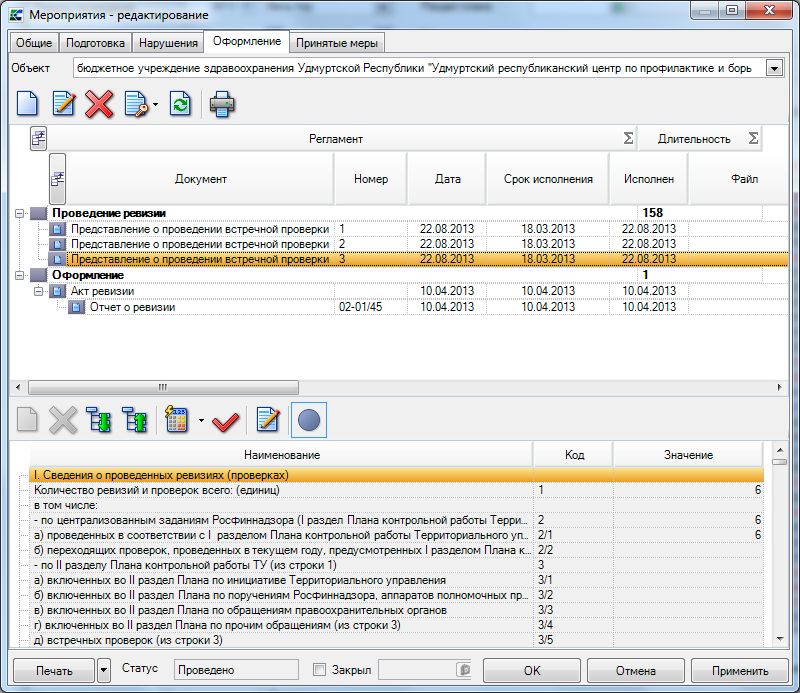 Мероприятия - редактирование
Общие Подготовка Нарушения Оформление Принятые меры
Объект бюджетное учреждение здравоохранения Удмуртской Республики "Удмуртский республиканский центр по профилактике и борь
Регламент Σ Длительность Σ
Документ Номер Дата Срок исполнения Исполнен Файл
Проведение ревизии 158
Представление о проведении встречной проверки 1 22.08.2013 18.03.2013 22.08.2013
Представление о проведении встречной проверки 2 22.08.2013 18.03.2013 22.08.2013
Представление о проведении встречной проверки 3 22.08.2013 18.03.2013 22.08.2013
Оформление 1
Акт ревизии 10.04.2013 10.04.2013 10.04.2013
Отчет о ревизии 02-01/45 10.04.2013 10.04.2013 10.04.2013
Наименование Код Значение
I. Сведения о проведенных ревизиях (проверках)
Количество ревизий и проверок всего: (единиц) 1 6
в том числе:
- по централизованным заданиям Росфиннадзора (I раздел Плана контрольной работы Терри... 2 6
а) проведенных в соответствии с I разделом Плана контрольной работы Территориального уп... 2/1 6
б) переходящих проверок, проведенных в текущем году, предусмотренных I разделом Плана к... 2/2
- по II разделу Плана контрольной работы ТУ (из строки 1) 3
а) включенных во II раздел Плана по инициативе Территориального управления 3/1
б) включенных во II раздел Плана по поручениям Росфиннадзора, аппаратов полномочных пр... 3/2
в) включенных во II раздел Плана по обращениям правоохранительных органов 3/3
г) включенных во II раздел Плана по прочим обращениям (из строки 3) 3/4
д) встречных проверок (из строки 3) 3/5
Печать Статус Проведено Закрыл OK Отмена Применить